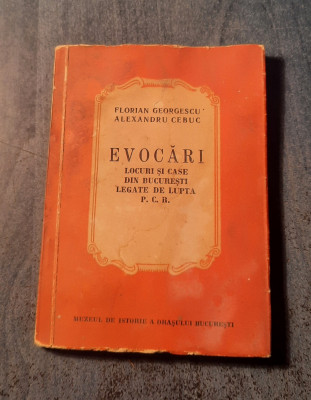 FLORIAN GEORGESCU
ALEXANDRU CEBUC
EVOCĂRI
LOCURI ȘI CASE
DIN BUCUREȘTI
LEGATE DE LUPTA
P. C. R.
MUZEUL DE ISTORIE A ORAȘULUI BUCUREȘTI